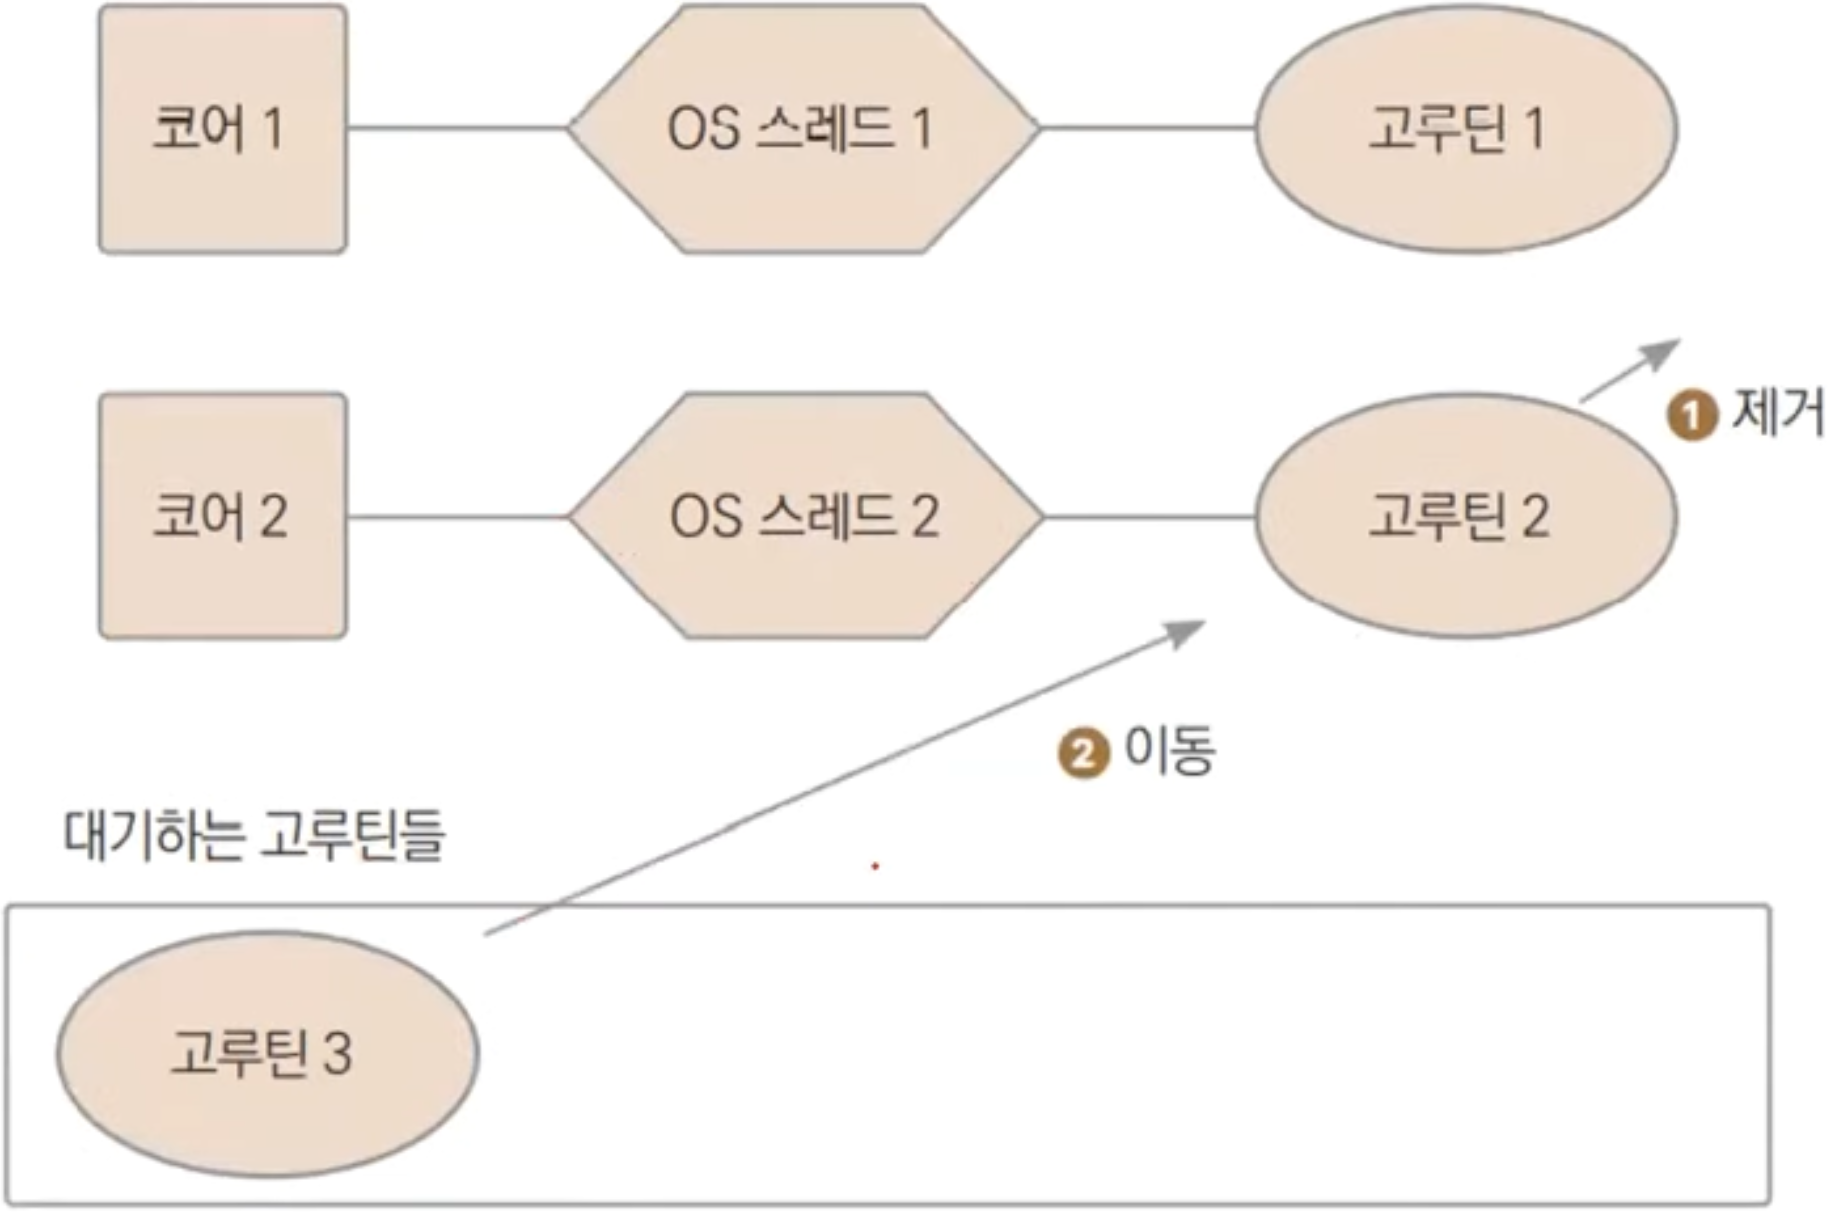 코어 1
OS 스레드 1
고루틴 1
코어 2
OS 스레드 2
고루틴 2
1 제거
2 이동
대기하는 고루틴들
고루틴 3